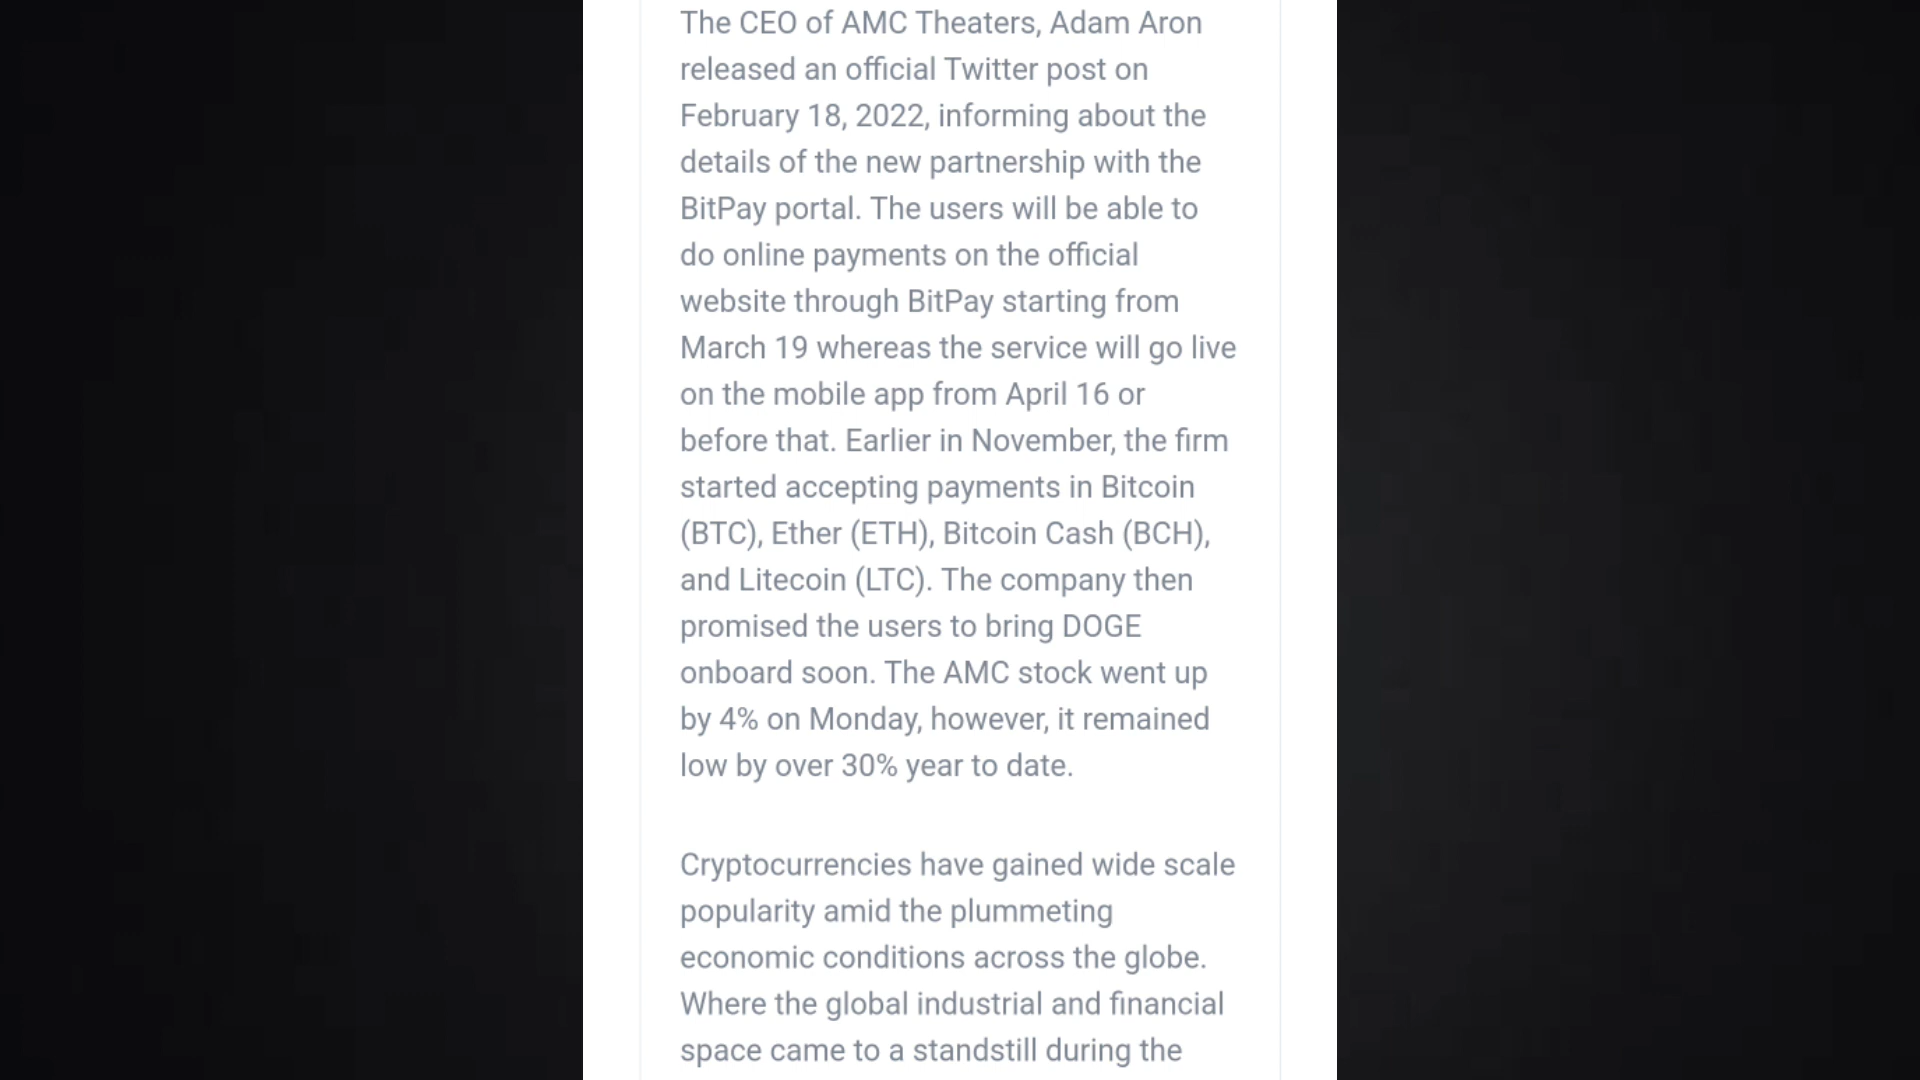 The CEO of AMC Theaters, Adam Aron
released an official Twitter post on
February 18, 2022, informing about the
details of the new partnership with the
BitPay portal. The users will be able to
do online payments on the official
website through BitPay starting from
March 19 whereas the service will go live
on the mobile app from April 16 or
before that. Earlier in November, the firm
started accepting payments in Bitcoin
(BTC), Ether (ETH), Bitcoin Cash (BCH),
and Litecoin (LTC). The company then
promised the users to bring DOGE
onboard soon. The AMC stock went up
by 4% on Monday, however, it remained
low by over 30% year to date.
Cryptocurrencies have gained wide scale
popularity amid the plummeting
economic conditions across the globe.
Where the global industrial and financial
space came to a standstill during the